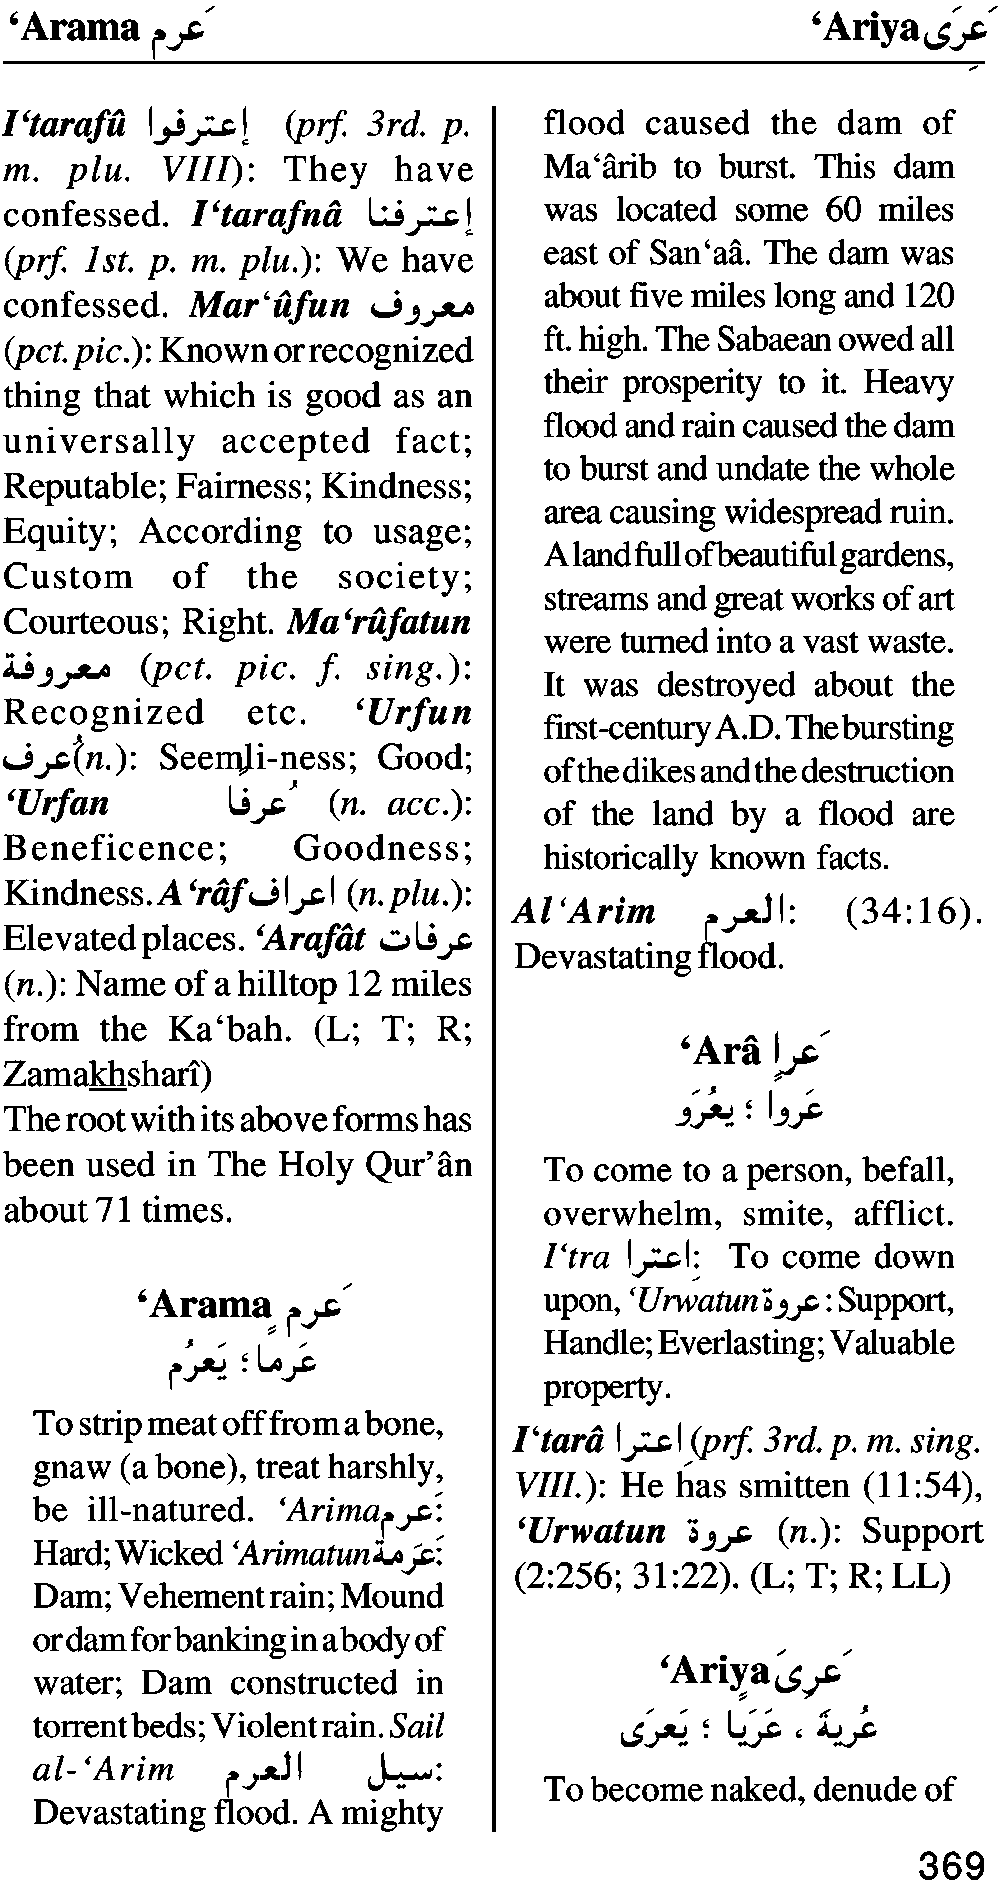 ‘Arama عَرم
‘Ariya عَرِىَ
I‘tarafû إعترفوا (prf. 3rd. p.
m. plu. VIII): They have
confessed. I‘tarafnâ إعترفنا
(prf. 1st. p. m. plu.): We have
confessed. Mar‘ûfun معروف
(pct. pic.): Known or recognized
thing that which is good as an
universally accepted fact;
Reputable; Fairness; Kindness;
Equity; According to usage;
Custom of the society;
Courteous; Right. Ma‘rûfatun
معروفة (pct. pic. f. sing.):
Recognized etc. ‘Urfun
عُرف (n.): Seemli-ness; Good;
‘Urfan عُرفا (n. acc.):
Beneficence; Goodness;
Kindness. A‘râf اعراف (n. plu.):
Elevated places. ‘Arafât عرفات
(n.): Name of a hilltop 12 miles
from the Ka‘bah. (L; T; R;
Zamakhsharî)
The root with its above forms has
been used in The Holy Qur’ân
about 71 times.
‘Arama عَرم
عَرماٍ؛ يَعرُم
To strip meat off from a bone,
gnaw (a bone), treat harshly,
be ill-natured. ‘Arima عَرم:
Hard; Wicked ‘Arimatun عَرَمة:
Dam; Vehement rain; Mound
or dam for banking in a body of
water; Dam constructed in
torrent beds; Violent rain. Sail
al-‘Arim سيل العرم:
Devastating flood. A mighty
flood caused the dam of
Ma‘ârib to burst. This dam
was located some 60 miles
east of San‘aâ. The dam was
about five miles long and 120
ft. high. The Sabaean owed all
their prosperity to it. Heavy
flood and rain caused the dam
to burst and undate the whole
area causing widespread ruin.
A land full of beautiful gardens,
streams and great works of art
were turned into a vast waste.
It was destroyed about the
first-century A.D. The bursting
of the dikes and the destruction
of the land by a flood are
historically known facts.
Al‘Arim العرم: (34:16).
Devastating flood.
‘Arâ عَرا
عَرواٍ ؛ يعُرَو
To come to a person, befall,
overwhelm, smite, afflict.
I‘tra اعترا: To come down
upon, ‘Urwatun عروة: Support,
Handle; Everlasting; Valuable
property.
I‘tarâ إعترا (prf. 3rd. p. m. sing.
VIII.): He has smitten (11:54),
‘Urwatun عروة (n.): Support
(2:256; 31:22). (L; T; R; LL)
‘Ariya عَرِىَ
عُريةَ ، عَرَياٍ ؛ يَعرَى
To become naked, denude of
369